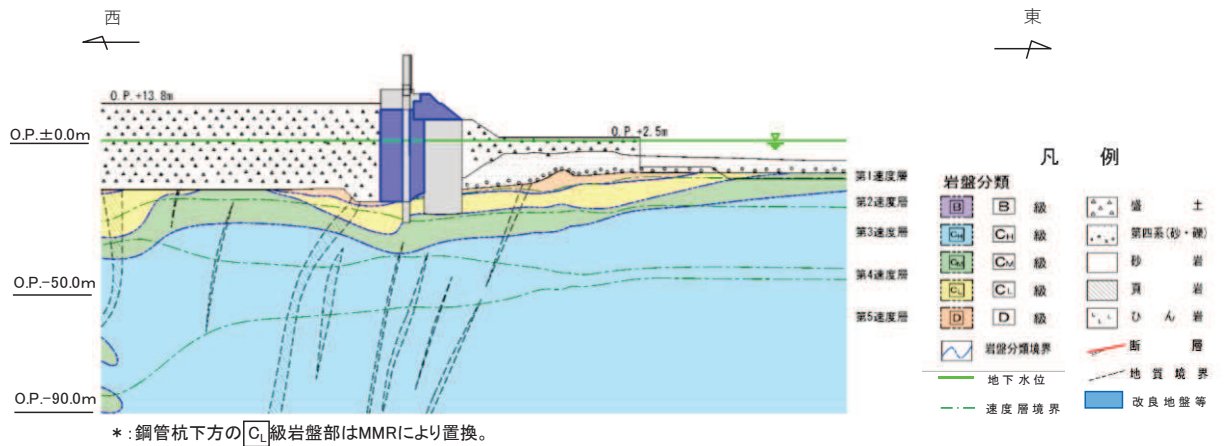 西
東
O.P.+13.8m
O.P.±0.0m
O.P.+2.5m
第1速度層
第2速度層
第3速度層
第4速度層
第5速度層
O.P.-50.0m
O.P.-90.0m
凡 例
岩盤分類
B B 級
CH CH 級
CM CM 級
CL CL 級
D D 級
岩盤分類境界
地下水位
速度層境界
盛土
第四系(砂・礫)
砂岩
頁岩
ひん岩
断層
地質境界
改良地盤等
*:鋼管杭下方のCL級岩盤部はMMRにより置換。